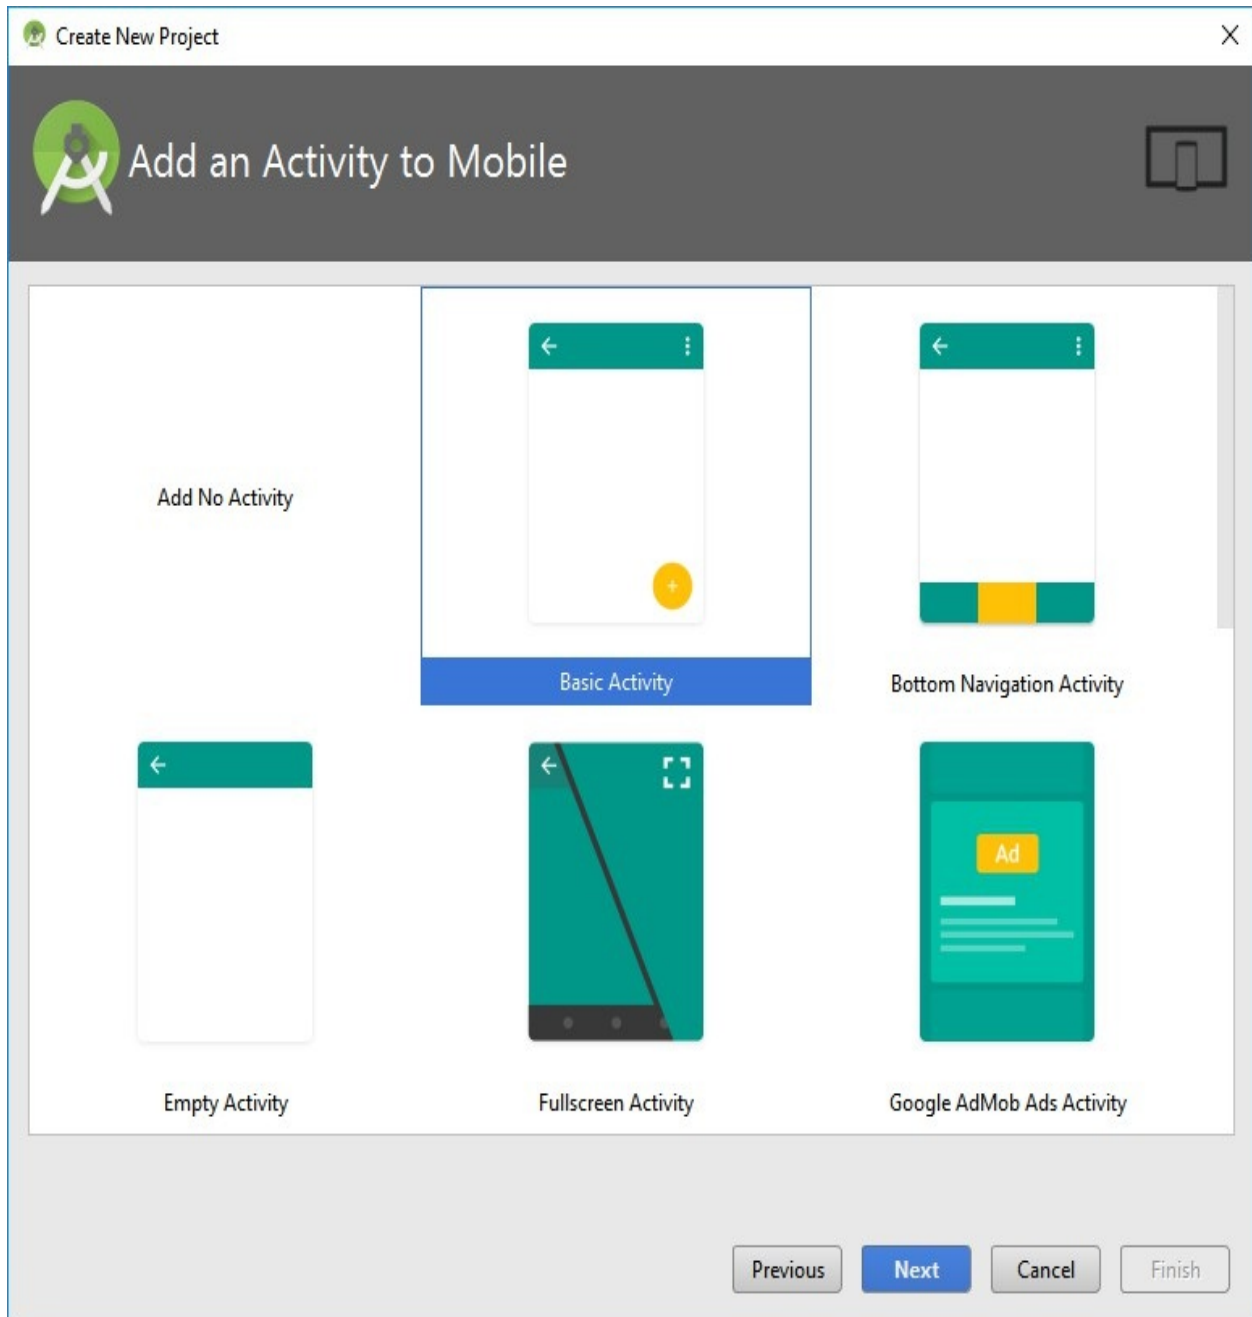 Create New Project
Add an Activity to Mobile
Add No Activity
Basic Activity
Bottom Navigation Activity
Ad
Empty Activity
Fullscreen Activity
Google AdMob Ads Activity
Previous
Next
Cancel
Finish